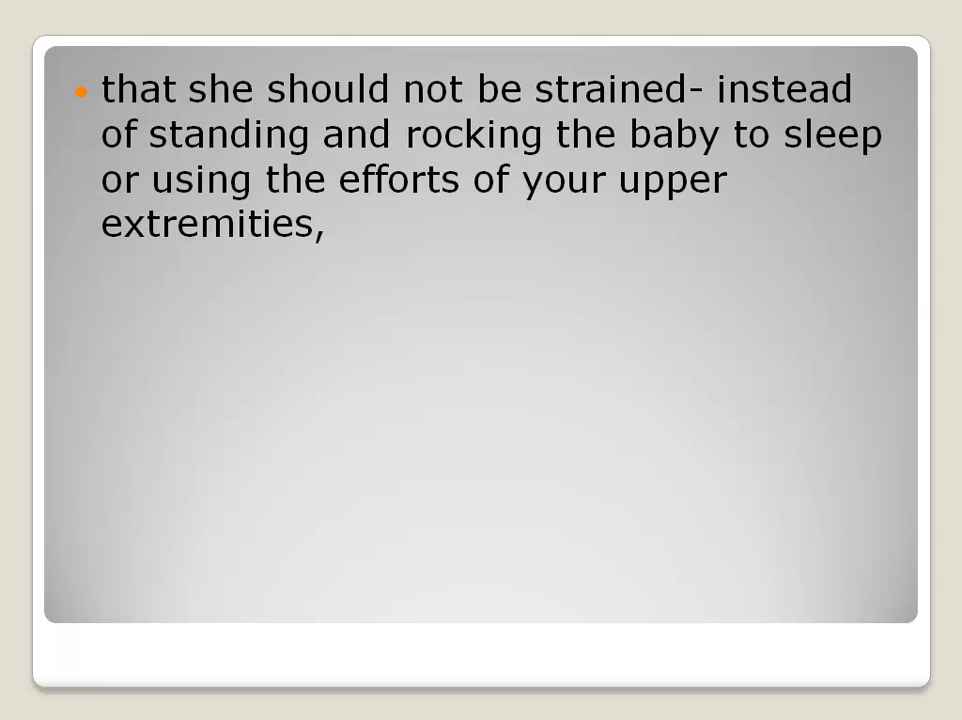 that she should not be strained- instead
of standing and rocking the baby to sleep
or using the efforts of your upper
extremities,